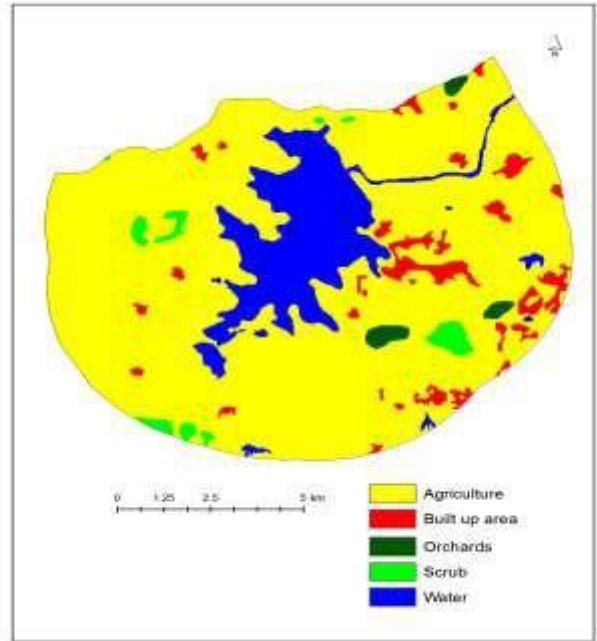 N
0 1.25 2.5 5 km
Agriculture
Built up area
Orchards
Scrub
Water